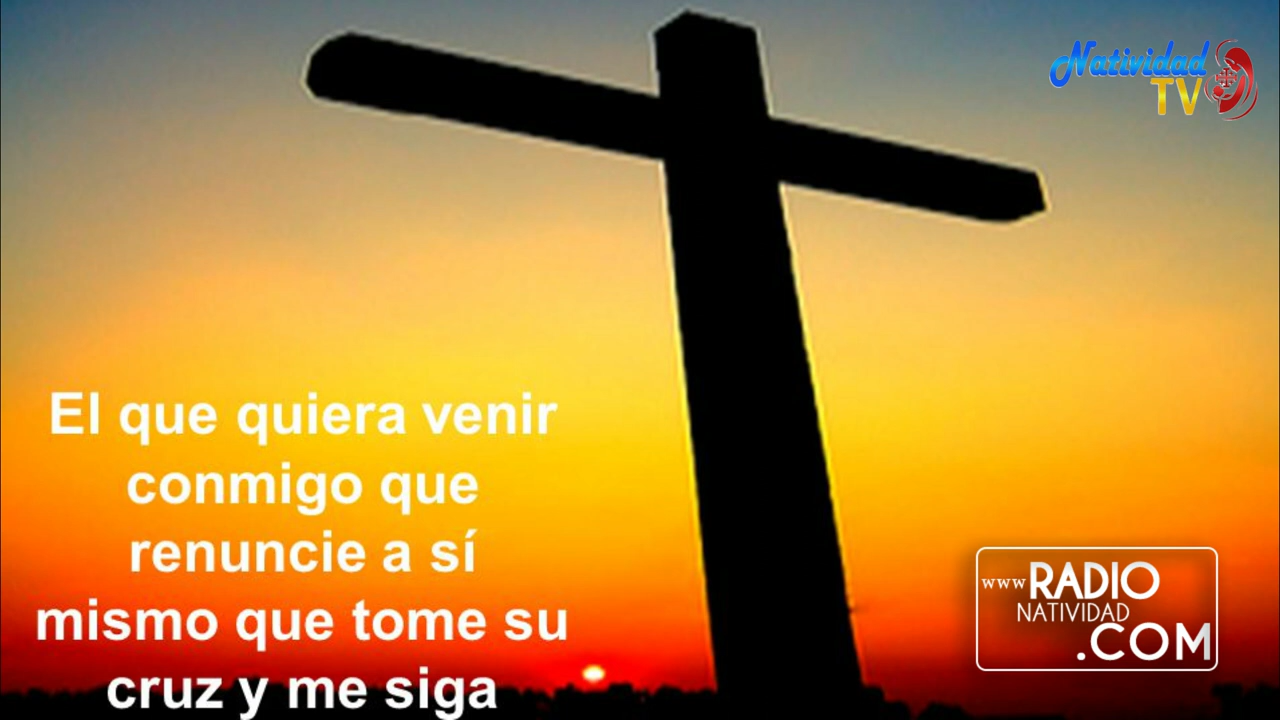 Natividad
TV
El que quiera venir
conmigo que
renuncie a sí
mismo que tome su
cruz y me siga
www RADIO
NATIVIDAD
.COM